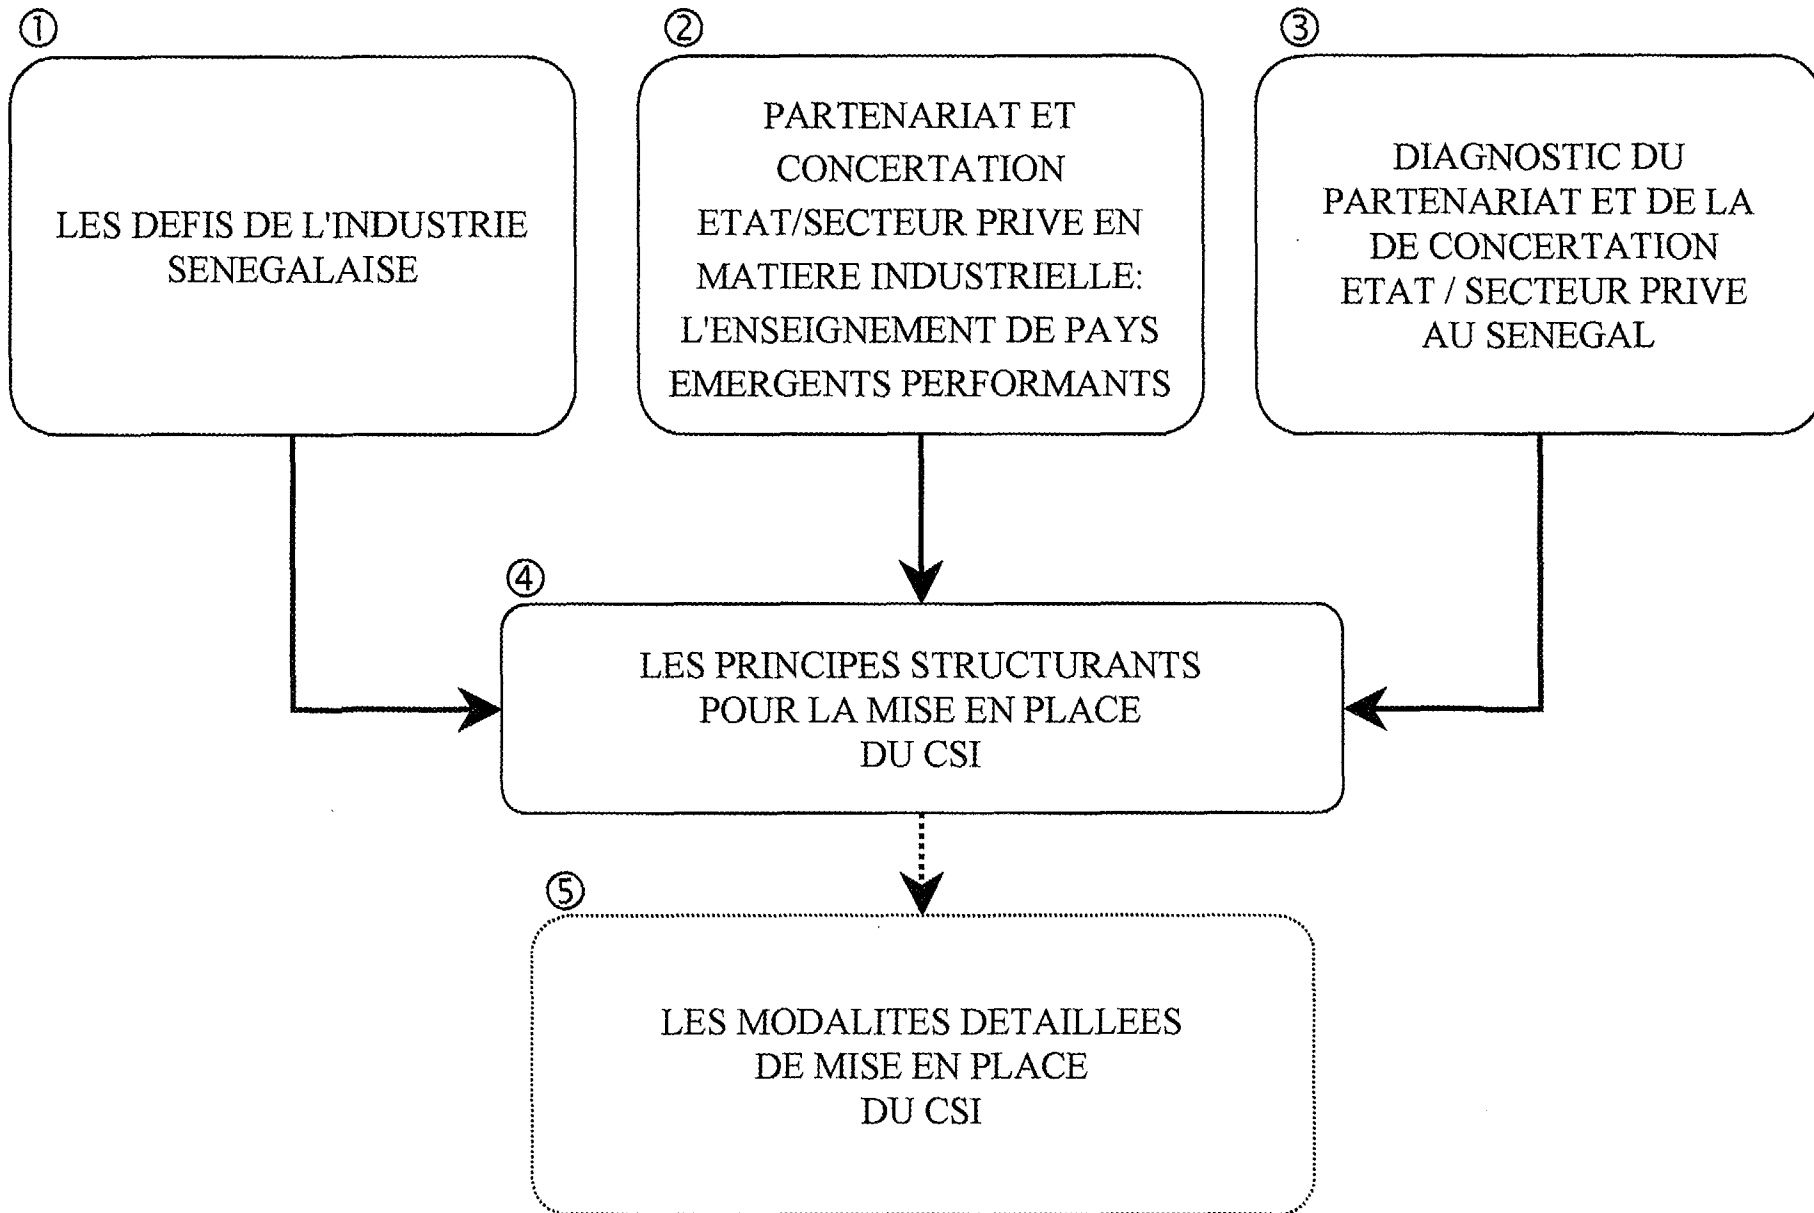 ①
LES DEFIS DE L'INDUSTRIE
SENEGALAISE
②
PARTENARIAT ET
CONCERTATION
ETAT/SECTEUR PRIVE EN
MATIERE INDUSTRIELLE:
L'ENSEIGNEMENT DE PAYS
EMERGENTS PERFORMANTS
③
DIAGNOSTIC DU
PARTENARIAT ET DE LA
DE CONCERTATION
ETAT / SECTEUR PRIVE
AU SENEGAL
④
LES PRINCIPES STRUCTURANTS
POUR LA MISE EN PLACE
DU CSI
⑤
LES MODALITES DETAILLEES
DE MISE EN PLACE
DU CSI